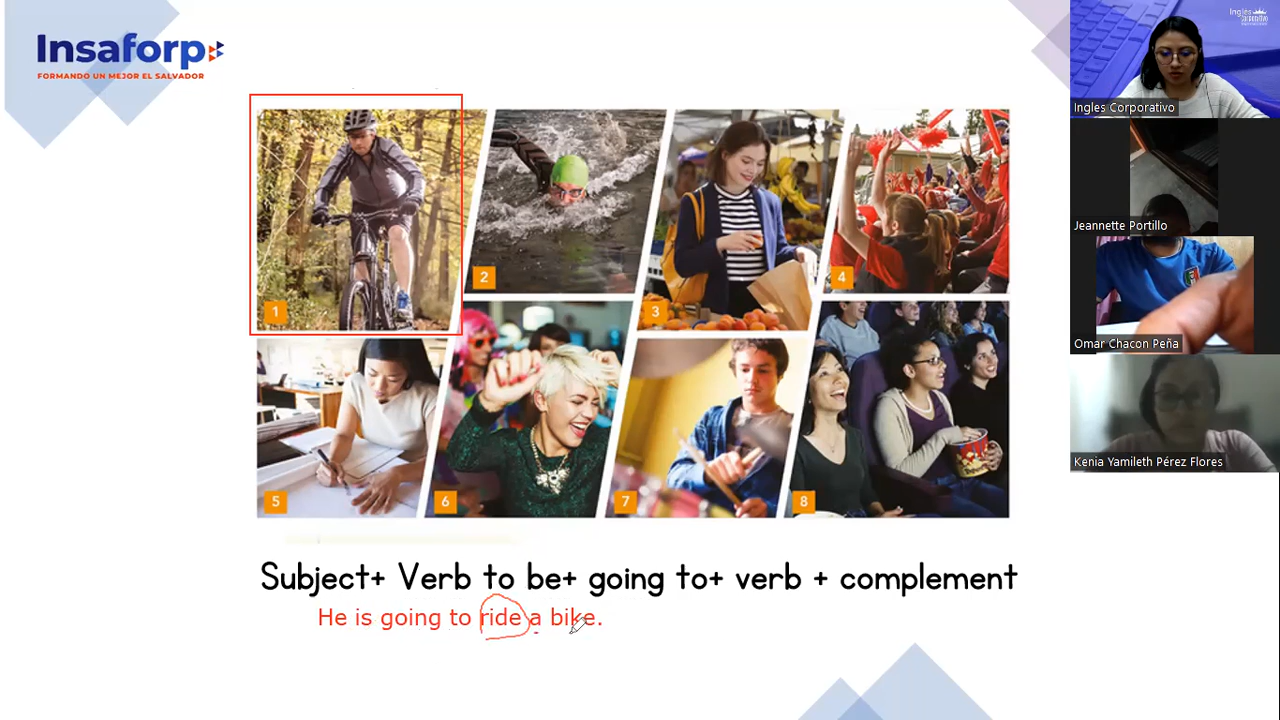 Insaforp
FORMANDO UN MEJOR EL SALVADOR
1
2
3
4
5
6
7
8
Subject+ Verb to be+ going to+ verb + complement
He is going to ride a bike.
Ingles Corporativo
Jeannette Portillo
Omar Chacon Peña
Kenia Yamileth Pérez Flores